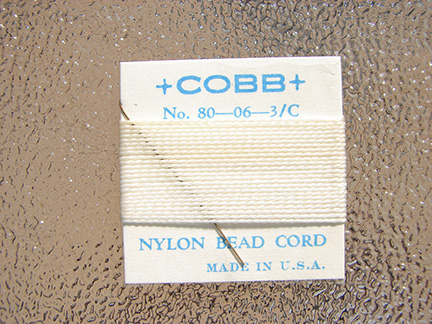 +COBB+
No. 80—06—3/C
NYLON BEAD CORD
MADE IN U.S.A.